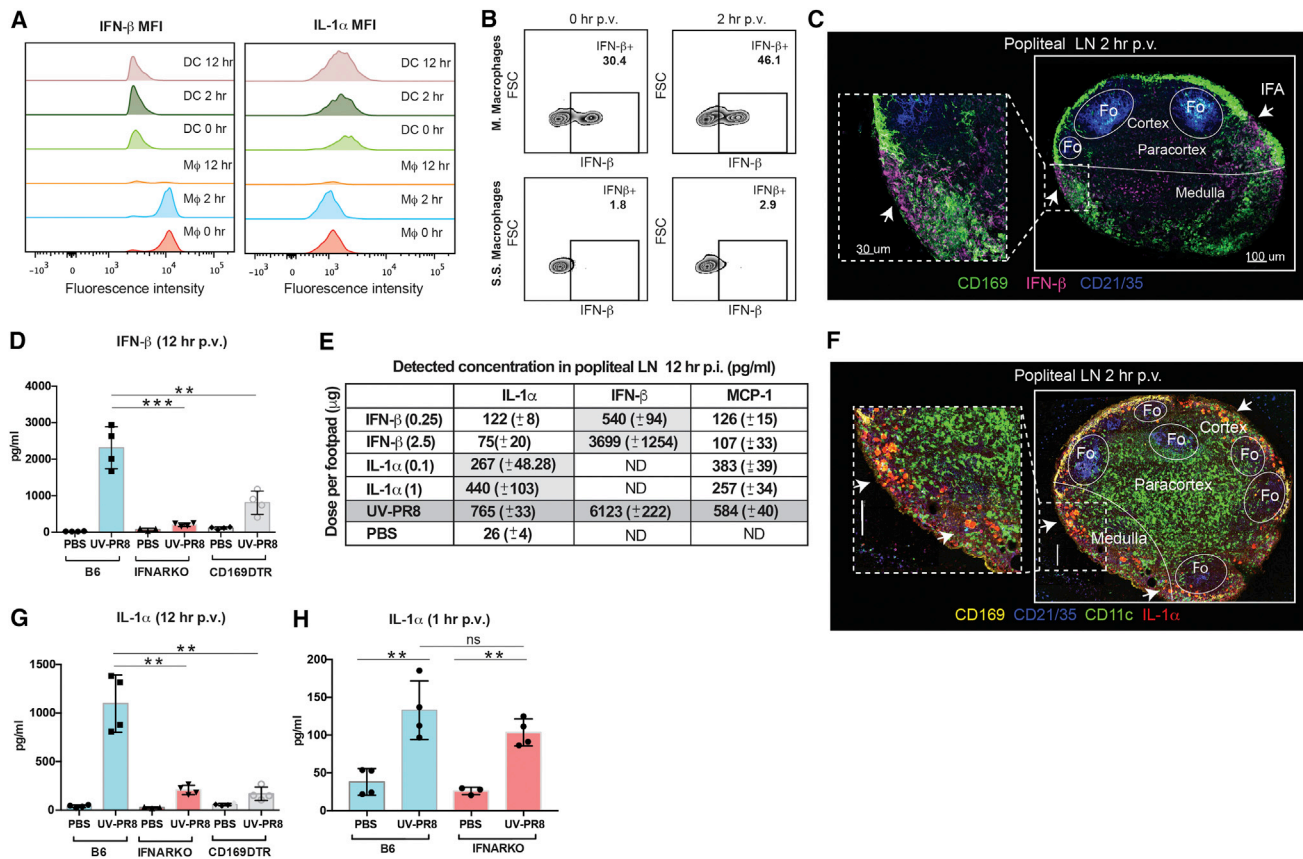 A
IFN-β MFI
IL-1α MFI
DC 12 hr
DC 2 hr
DC 0 hr
Mϕ 12 hr
Mϕ 2 hr
Mϕ 0 hr
DC 12 hr
DC 2 hr
DC 0 hr
Mϕ 12 hr
Mϕ 2 hr
Mϕ 0 hr
−10³ 0 10³ 10⁴ 10⁵
−10³ 0 10³ 10⁴ 10⁵
Fluorescence intensity
Fluorescence intensity
B
0 hr p.v.
2 hr p.v.
M. Macrophages
FSC
IFN-β+
30.4
IFN-β
FSC
IFN-β+
46.1
IFN-β
S.S. Macrophages
FSC
IFNβ+
1.8
IFN-β
FSC
IFNβ+
2.9
IFN-β
C
Popliteal LN 2 hr p.v.
IFA
Fo
Fo
Fo
Cortex
Paracortex
Medulla
30 um
100 um
CD169 IFN-β CD21/35
D
IFN-β (12 hr p.v.)
**
***
pg/ml
4000
3000
2000
1000
0
PBS UV-PR8 PBS UV-PR8 PBS UV-PR8
B6 IFNARKO CD169DTR
E
Detected concentration in popliteal LN 12 hr p.i. (pg/ml)
Dose per footpad (µg)
IL-1α IFN-β MCP-1
IFN-β (0.25) 122 (±8) 540 (±94) 126 (±15)
IFN-β (2.5) 75(±20) 3699 (±1254) 107 (±33)
IL-1α (0.1) 267 (±48.28) ND 383 (±39)
IL-1α (1) 440 (±103) ND 257 (±34)
UV-PR8 765 (±33) 6123 (±222) 584 (±40)
PBS 26 (±4) ND ND
F
Popliteal LN 2 hr p.v.
Fo
Fo
Fo
Fo
Fo
Fo
Cortex
Paracortex
Medulla
CD169 CD21/35 CD11c IL-1α
G
IL-1α (12 hr p.v.)
**
**
pg/ml
1500
1000
500
0
PBS UV-PR8 PBS UV-PR8 PBS UV-PR8
B6 IFNARKO CD169DTR
H
IL-1α (1 hr p.v.)
ns
** **
pg/ml
200
150
100
50
0
PBS UV-PR8 PBS UV-PR8
B6 IFNARKO